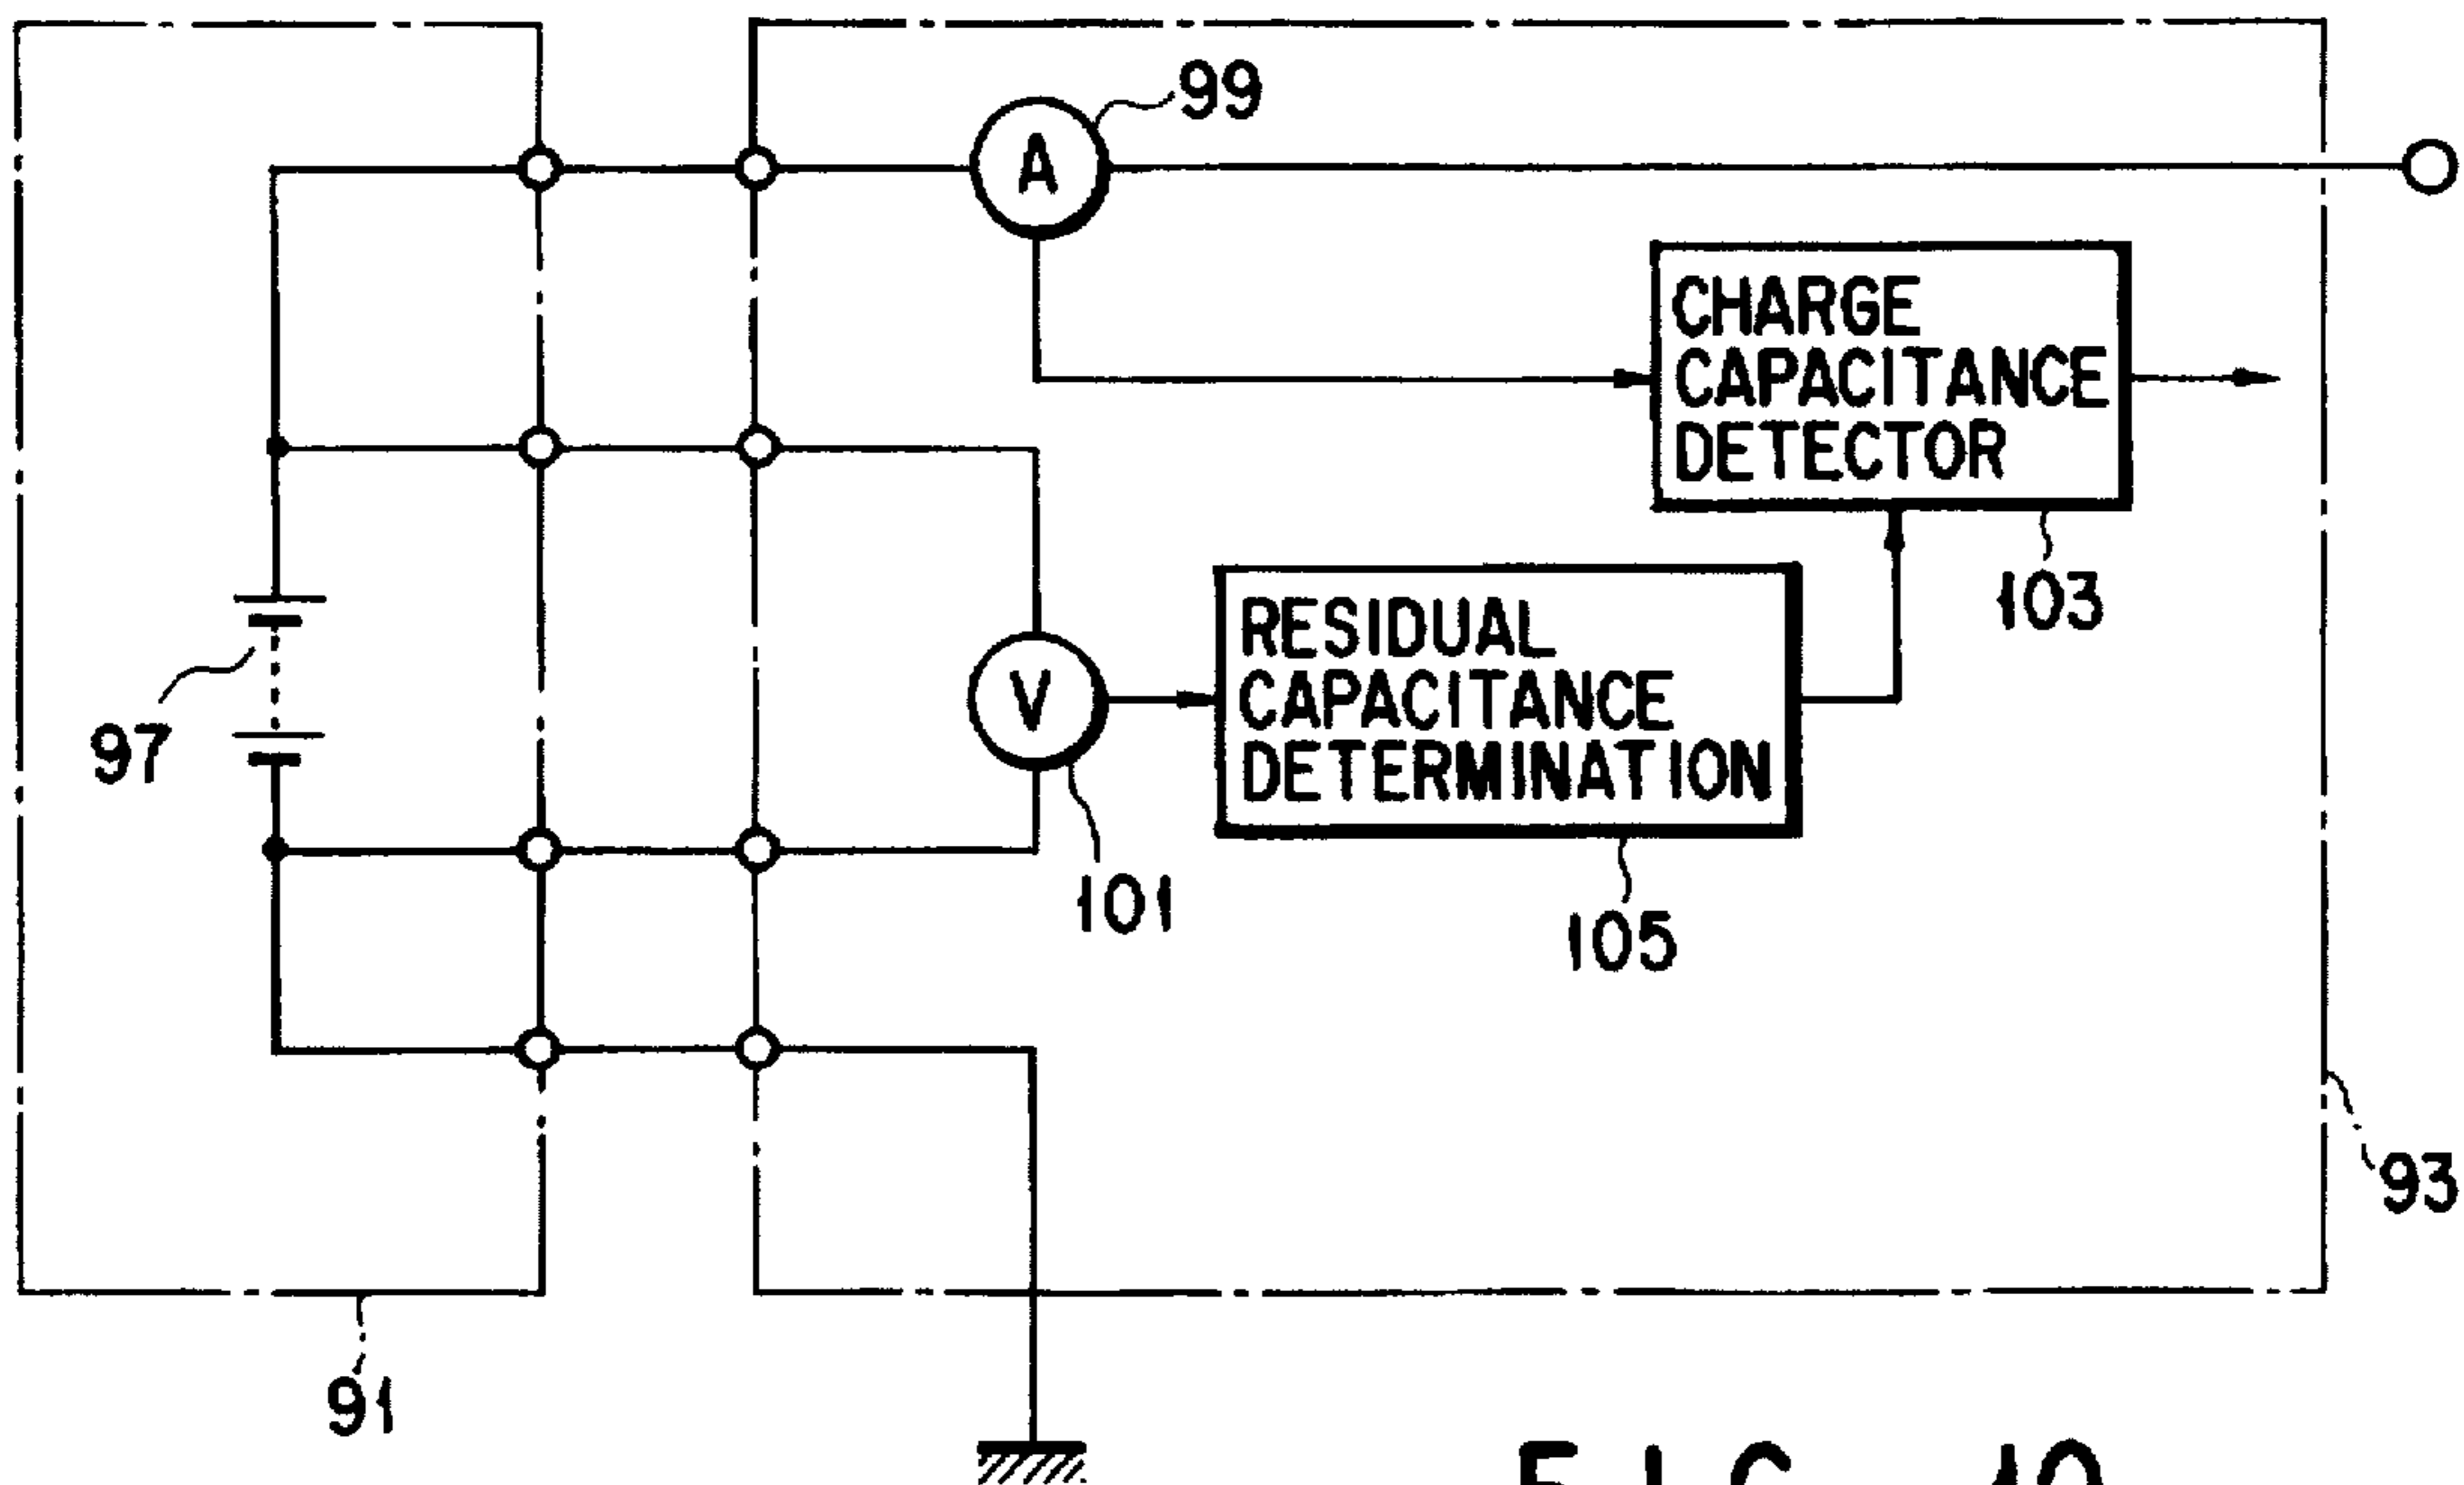 99
A
CHARGE
CAPACITANCE
DETECTOR
103
RESIDUAL
CAPACITANCE
DETERMINATION
V
97
101
105
93
91